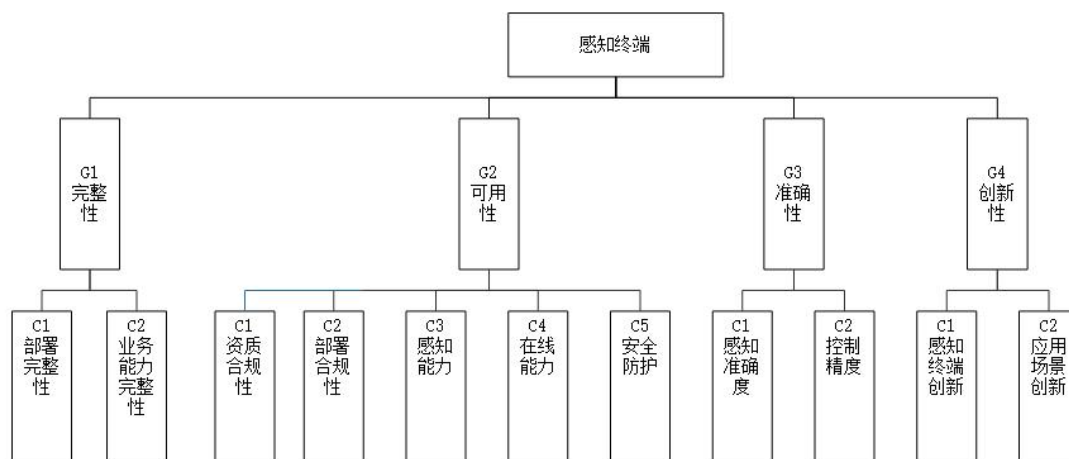 感知终端
G1
完整
性
G2
可用
性
G3
准确
性
G4
创新
性
C1
部署
完整
性
C2
业务
能力
完整
性
C1
资质
合规
性
C2
部署
合规
性
C3
感知
能力
C4
在线
能力
C5
安全
防护
C1
感知
准确
度
C2
控制
精度
C1
感知
终端
创新
C2
应用
场景
创新